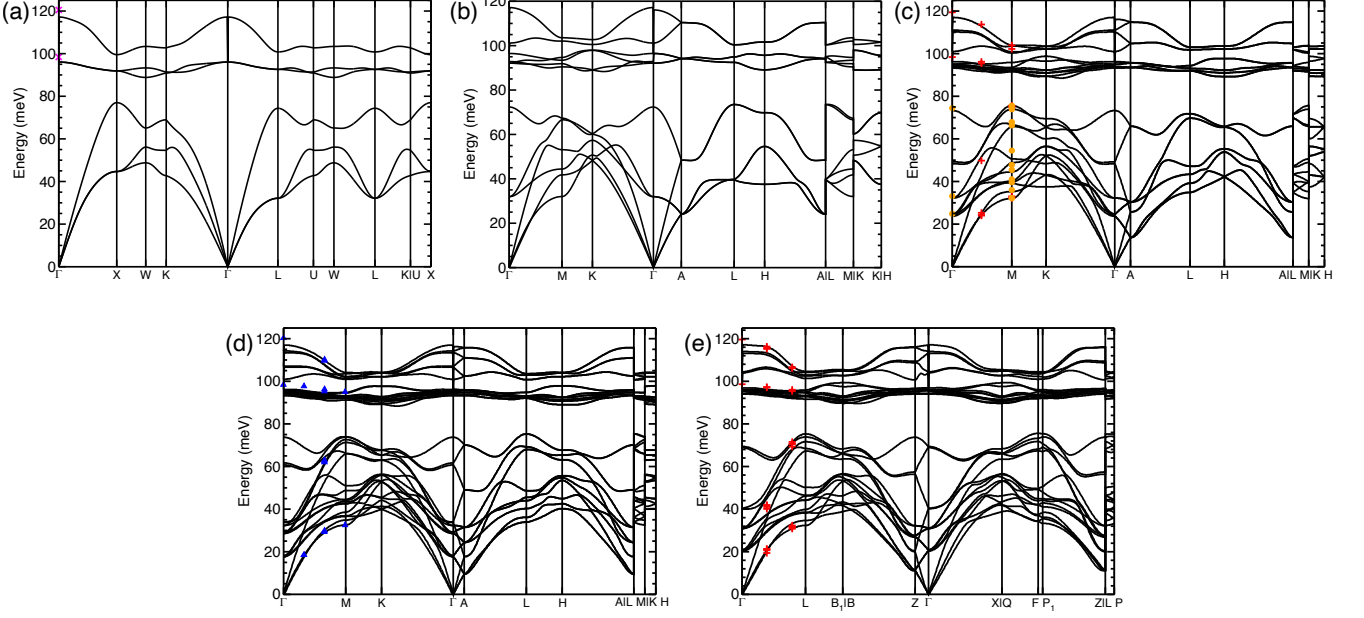 (a)
120
100
80
60
40
20
0
Energy (meV)
Γ X W K Γ L U W L K|U X
(b)
120
100
80
60
40
20
0
Energy (meV)
Γ M K Γ A L H A|L M|K K|H
(c)
120
100
80
60
40
20
0
Energy (meV)
Γ M K Γ A L H A|L M|K H
(d)
120
100
80
60
40
20
0
Energy (meV)
Γ M K Γ A L H A|L M|K H
(e)
120
100
80
60
40
20
0
Energy (meV)
Γ L B₁|B Z Γ X|Q F P₁ Z|L P